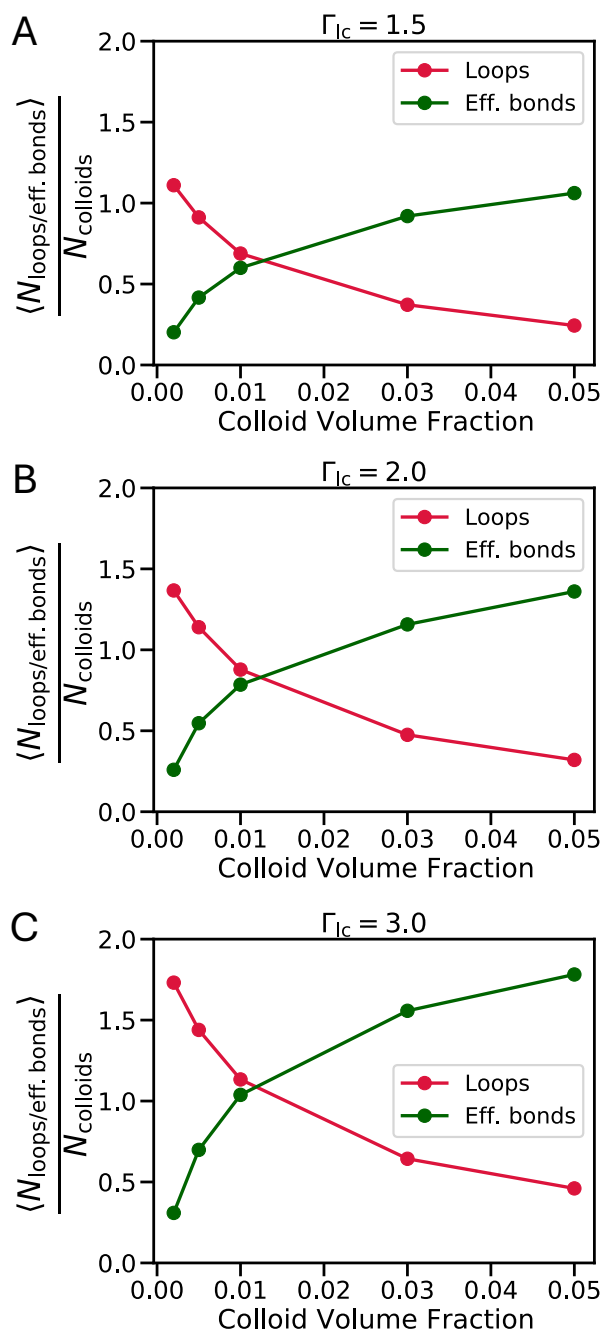 A
Γlc = 1.5
2.0
1.5
1.0
0.5
0.0
⟨Nloops/eff. bonds⟩
Ncolloids
Loops
Eff. bonds
0.00 0.01 0.02 0.03 0.04 0.05
Colloid Volume Fraction
B
Γlc = 2.0
2.0
1.5
1.0
0.5
0.0
⟨Nloops/eff. bonds⟩
Ncolloids
Loops
Eff. bonds
0.00 0.01 0.02 0.03 0.04 0.05
Colloid Volume Fraction
C
Γlc = 3.0
2.0
1.5
1.0
0.5
0.0
⟨Nloops/eff. bonds⟩
Ncolloids
Loops
Eff. bonds
0.00 0.01 0.02 0.03 0.04 0.05
Colloid Volume Fraction